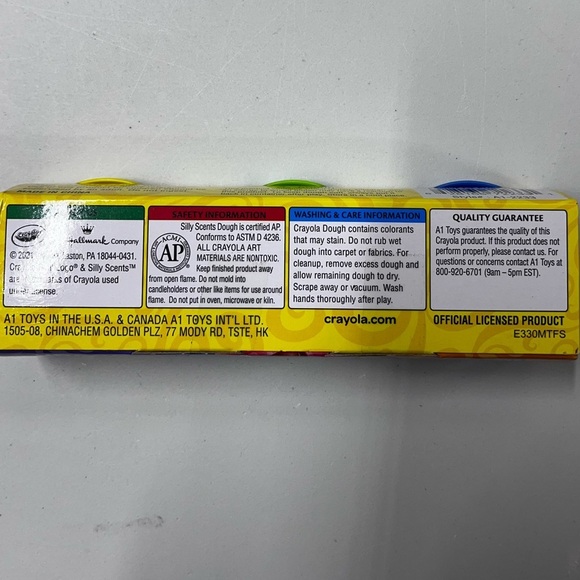 Hallmark Company
Easton, PA 18044-0431.
& Silly Scents™
are of Crayola used
under license.
SAFETY INFORMATION
Silly Scents Dough is certified AP.
Conforms to ASTM D 4236.
ALL CRAYOLA ART
MATERIALS ARE NONTOXIC.
Keep finished product away
from open flame. Do not mold into
candleholders or other like items for use around
flame. Do not put in oven, microwave or kiln.
ACMI
AP
WASHING & CARE INFORMATION
Crayola Dough contains colorants
that may stain. Do not rub wet
dough into carpet or fabrics. For
cleanup, remove excess dough and
allow remaining dough to dry.
Scrape away or vacuum. Wash
hands thoroughly after play.
QUALITY GUARANTEE
A1 Toys guarantees the quality of this
Crayola product. If this product does not
perform properly, please contact us. For
questions or concerns contact A1 Toys at
800-920-6701 (9am – 5pm EST).
A1 TOYS IN THE U.S.A. & CANADA A1 TOYS INT'L LTD.
1505-08, CHINACHEM GOLDEN PLZ, 77 MODY RD, TSTE, HK
crayola.com
OFFICIAL LICENSED PRODUCT
E330MTFS